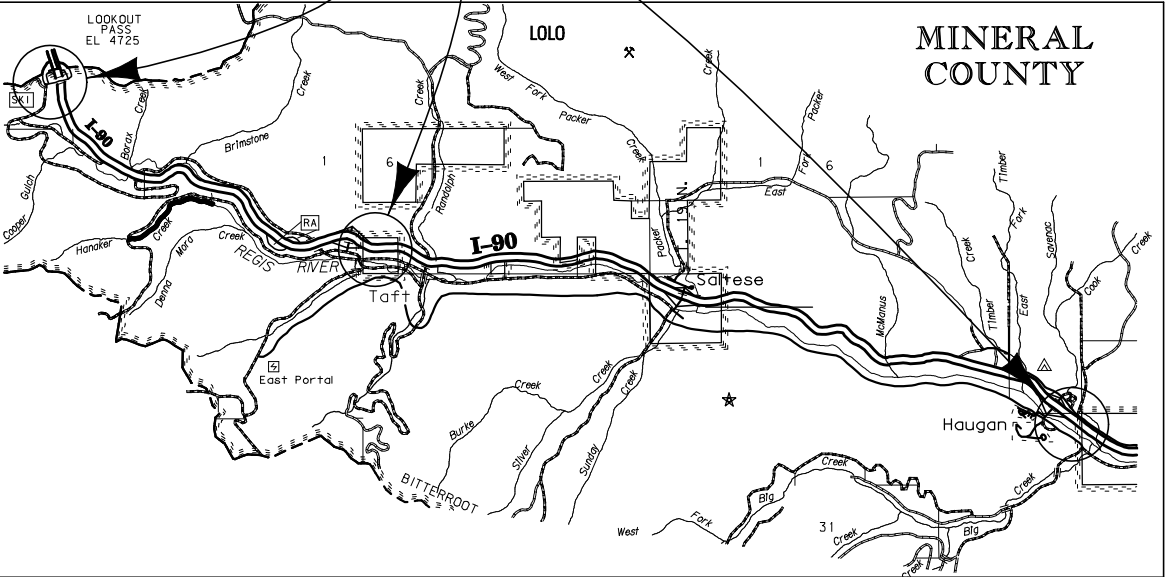 LOOKOUT
PASS
EL 4725
SKI
I-90
Borax
Creek
Brimstone
Creek
Cooper
Gulch
Hanaker
Creek
Denna
Mora
Creek
REGIS
RIVER
RA
1
6
Randolph
Creek
Taft
East Portal
LOLO
West
Fork
Packer
Creek
I-90
Packer
19 N.
Saltese
Creek
1
6
East
Fork
Packer
MINERAL
COUNTY
McManus
Creek
Timber
Creek
Timber
Fork
East
Savenac
Cook
Creek
Haugan
Burke
Creek
Silver
Creek
Sunday
Creek
BITTERROOT
West
Fork
Big
Creek
31
Creek
Big
Creek
Creek